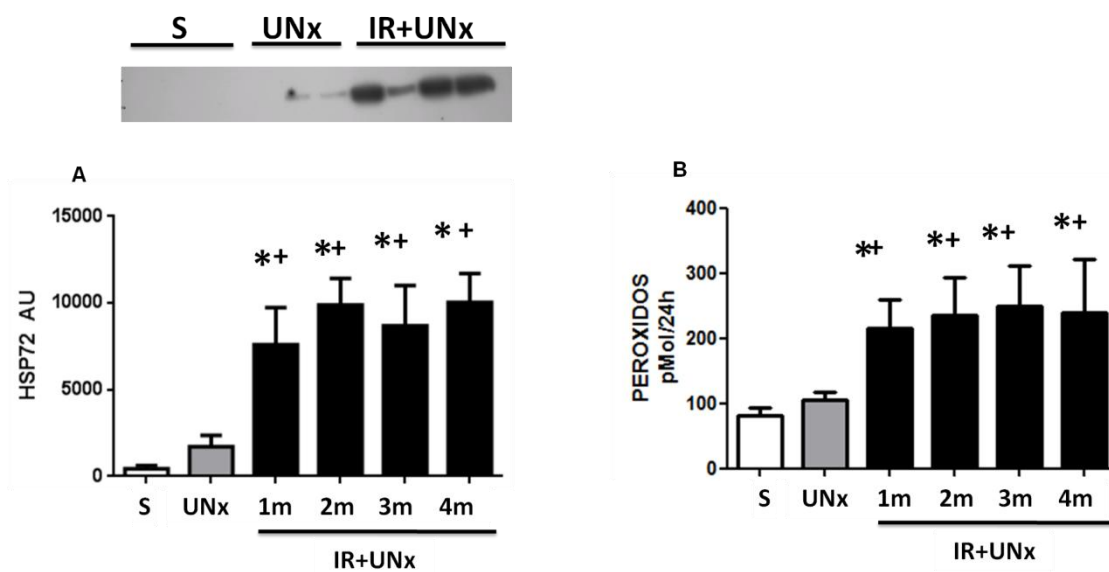 S UNx IR+UNx
A
HSP72 AU
15000
10000
5000
0
*+ *+ *+ * +
S UNx 1m 2m 3m 4m
IR+UNx
B
PEROXIDOS
pMol/24h
400
300
200
100
0
*+ *+ *+ *+
S UNx 1m 2m 3m 4m
IR+UNx